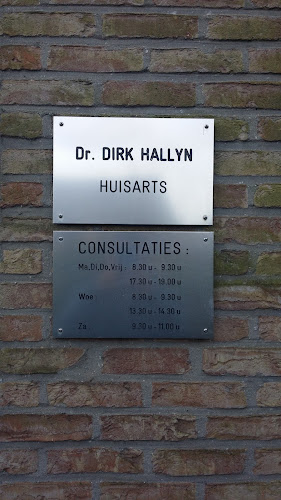 Dr. DIRK HALLYN
HUISARTS
CONSULTATIES :
Ma,Di,Do,Vrij : 8.30 u - 9.30 u
17.30 u - 19.00 u
Woe : 8.30 u - 9.30 u
13.30 u - 14.30 u
Za : 9.30 u - 11.00 u